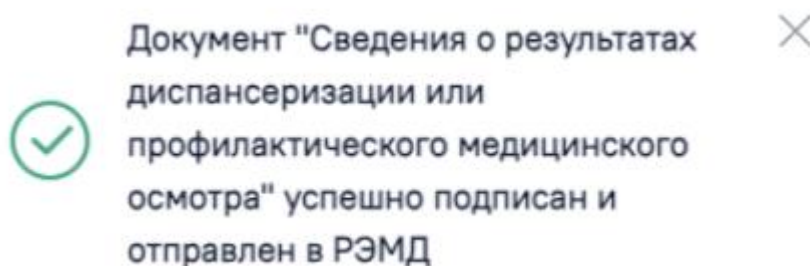 Документ "Сведения о результатах
диспансеризации или
профилактического медицинского
осмотра" успешно подписан и
отправлен в РЭМД